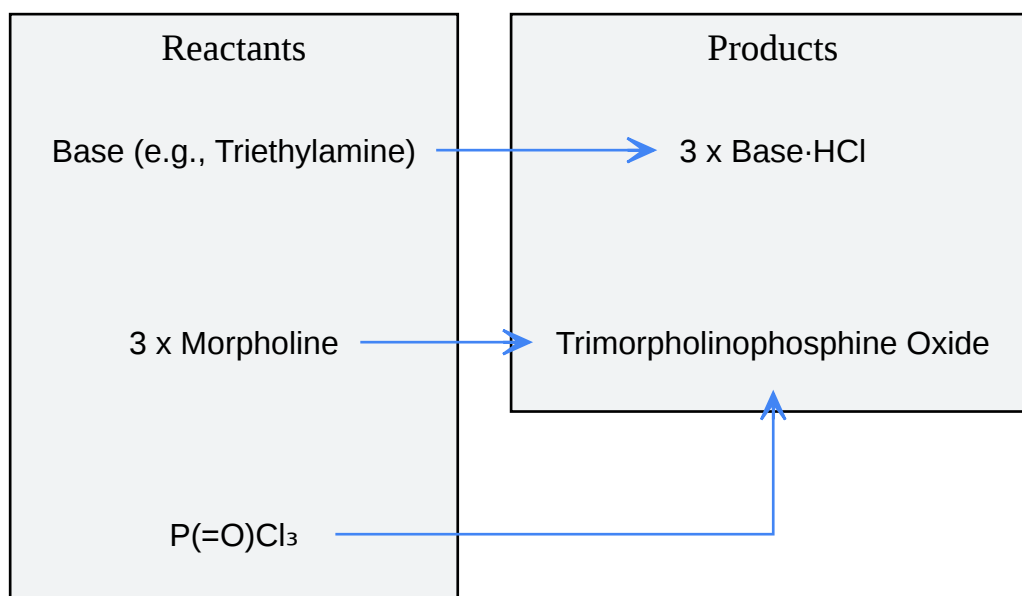 Reactants
Base (e.g., Triethylamine)
3 x Morpholine
P(=O)Cl₃
Products
3 x Base·HCl
Trimorpholinophosphine Oxide